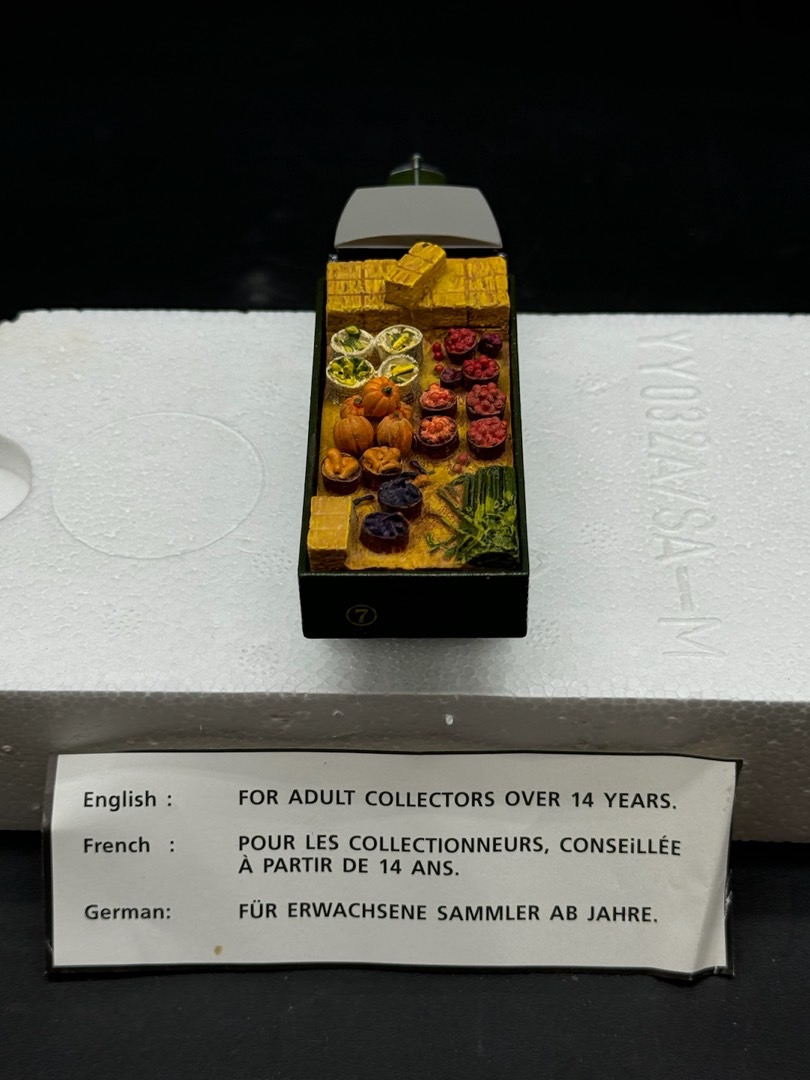 YY082A/SA-M
7
English : FOR ADULT COLLECTORS OVER 14 YEARS.
French : POUR LES COLLECTIONNEURS, CONSEiLLÉE
À PARTIR DE 14 ANS.
German: FÜR ERWACHSENE SAMMLER AB JAHRE.